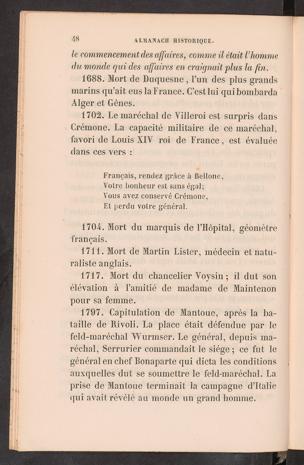 48 ALMANACH HISTORIQUE.
le commencement des affaires, comme il était l'homme
du monde qui des affaires en craignait plus la fin.
1688. Mort de Duquesne, l'un des plus grands
marins qu'ait eus la France. C'est lui qui bombarda
Alger et Gênes.
1702. Le maréchal de Villeroi est surpris dans
Crémone. La capacité militaire de ce maréchal,
favori de Louis XIV roi de France, est évaluée
dans ces vers :
Français, rendez grâce à Bellone,
Votre bonheur est sans égal;
Vous avez conservé Crémone,
Et perdu votre général.
1704. Mort du marquis de l'Hôpital, géomètre
français.
1711. Mort de Martin Lister, médecin et natu-
raliste anglais.
1717. Mort du chancelier Voysin; il dut son
élévation à l'amitié de madame de Maintenon
pour sa femme.
1797. Capitulation de Mantoue, après la ba-
taille de Rivoli. La place était défendue par le
feld-maréchal Wurmser. Le général, depuis ma-
réchal, Serrurier commandait le siége; ce fut le
général en chef Bonaparte qui dicta les conditions
auxquelles dut se soumettre le feld-maréchal. La
prise de Mantoue terminait la campagne d'Italie
qui avait révélé au monde un grand homme.